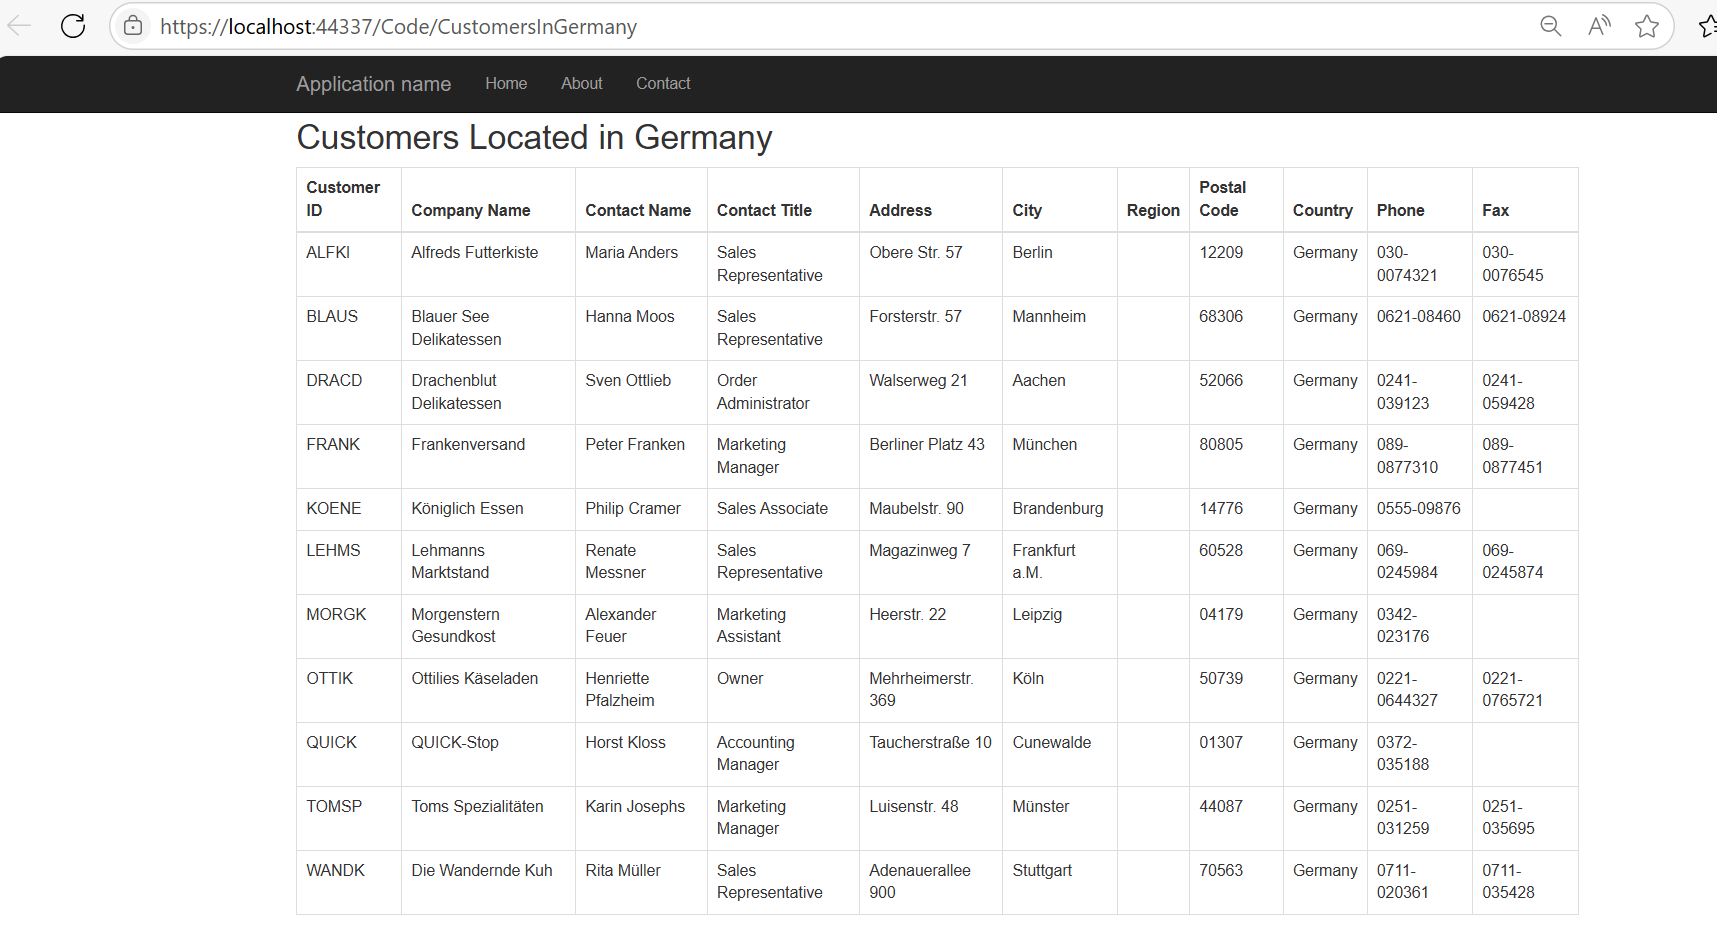 https://localhost:44337/Code/CustomersInGermany
Application name Home About Contact
Customers Located in Germany
Customer ID Company Name Contact Name Contact Title Address City Region Postal Code Country Phone Fax
ALFKI Alfreds Futterkiste Maria Anders Sales Representative Obere Str. 57 Berlin 12209 Germany 030-0074321 030-0076545
BLAUS Blauer See Delikatessen Hanna Moos Sales Representative Forsterstr. 57 Mannheim 68306 Germany 0621-08460 0621-08924
DRACD Drachenblut Delikatessen Sven Ottlieb Order Administrator Walserweg 21 Aachen 52066 Germany 0241-039123 0241-059428
FRANK Frankenversand Peter Franken Marketing Manager Berliner Platz 43 München 80805 Germany 089-0877310 089-0877451
KOENE Königlich Essen Philip Cramer Sales Associate Maubelstr. 90 Brandenburg 14776 Germany 0555-09876
LEHMS Lehmanns Marktstand Renate Messner Sales Representative Magazinweg 7 Frankfurt a.M. 60528 Germany 069-0245984 069-0245874
MORGK Morgenstern Gesundkost Alexander Feuer Marketing Assistant Heerstr. 22 Leipzig 04179 Germany 0342-023176
OTTIK Ottilies Käseladen Henriette Pfalzheim Owner Mehrheimerstr. 369 Köln 50739 Germany 0221-0644327 0221-0765721
QUICK QUICK-Stop Horst Kloss Accounting Manager Taucherstraße 10 Cunewalde 01307 Germany 0372-035188
TOMSP Toms Spezialitäten Karin Josephs Marketing Manager Luisenstr. 48 Münster 44087 Germany 0251-031259 0251-035695
WANDK Die Wandernde Kuh Rita Müller Sales Representative Adenauerallee 900 Stuttgart 70563 Germany 0711-020361 0711-035428